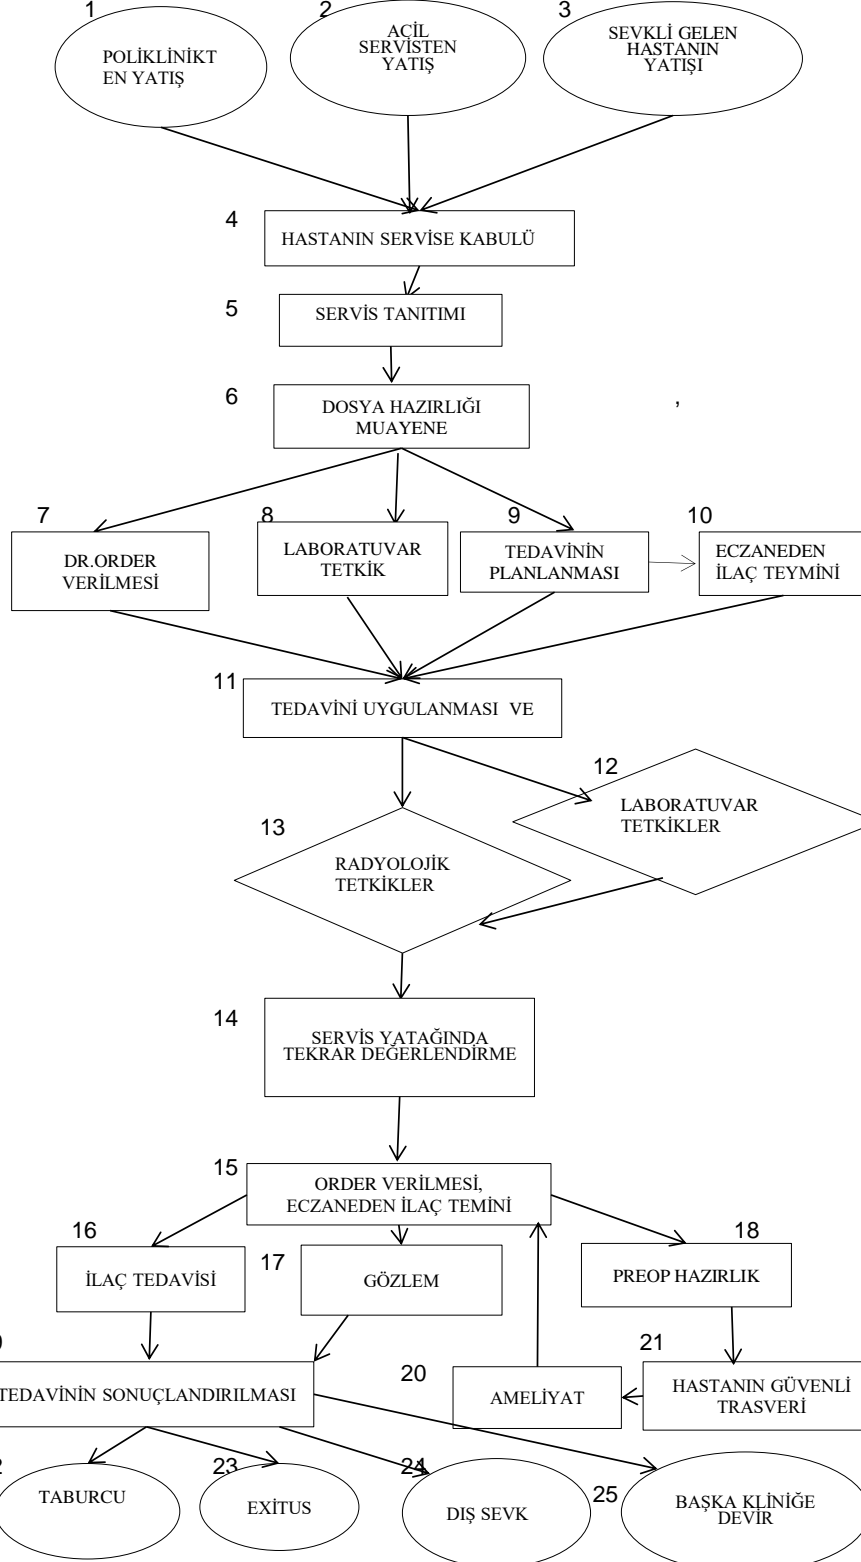 1
POLİKLİNİKT
EN YATIŞ
2
AÇİL
SERVİSTEN
YATIŞ
3
SEVKLİ GELEN
HASTANIN
YATIŞI
4
HASTANIN SERVİSE KABULÜ
5
SERVİS TANITIMI
6
DOSYA HAZIRLIĞI
MUAYENE
,
7
DR.ORDER
VERİLMESİ
8
LABORATUVAR
TETKİK
9
TEDAVİNİN
PLANLANMASI
10
ECZANEDEN
İLAÇ TEYMİNİ
11
TEDAVİNİ UYGULANMASI VE
12
LABORATUVAR
TETKİKLER
13
RADYOLOJİK
TETKİKLER
14
SERVİS YATAĞINDA
TEKRAR DEĞERLENDİRME
15
ORDER VERİLMESİ,
ECZANEDEN İLAÇ TEMİNİ
16
İLAÇ TEDAVİSİ
17
GÖZLEM
18
PREOP HAZIRLIK
TEDAVİNİN SONUÇLANDIRILMASI
20
AMELİYAT
21
HASTANIN GÜVENLİ
TRASVERİ
2
TABURCU
23
EXİTUS
24
DIŞ SEVK
25
BAŞKA KLİNİĞE
DEVİR